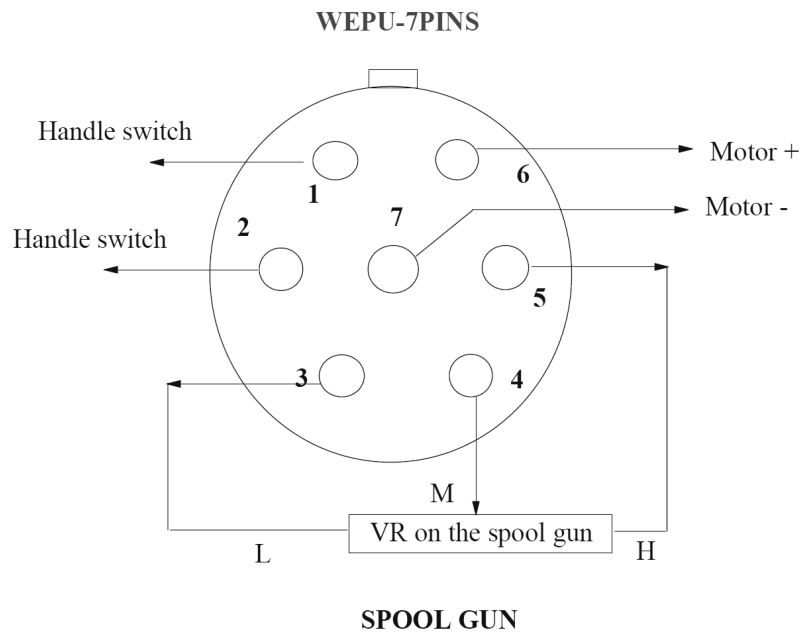 WEPU-7PINS
Handle switch
Motor +
1
6
Motor -
2
7
Handle switch
5
3
4
M
VR on the spool gun
L
H
SPOOL GUN